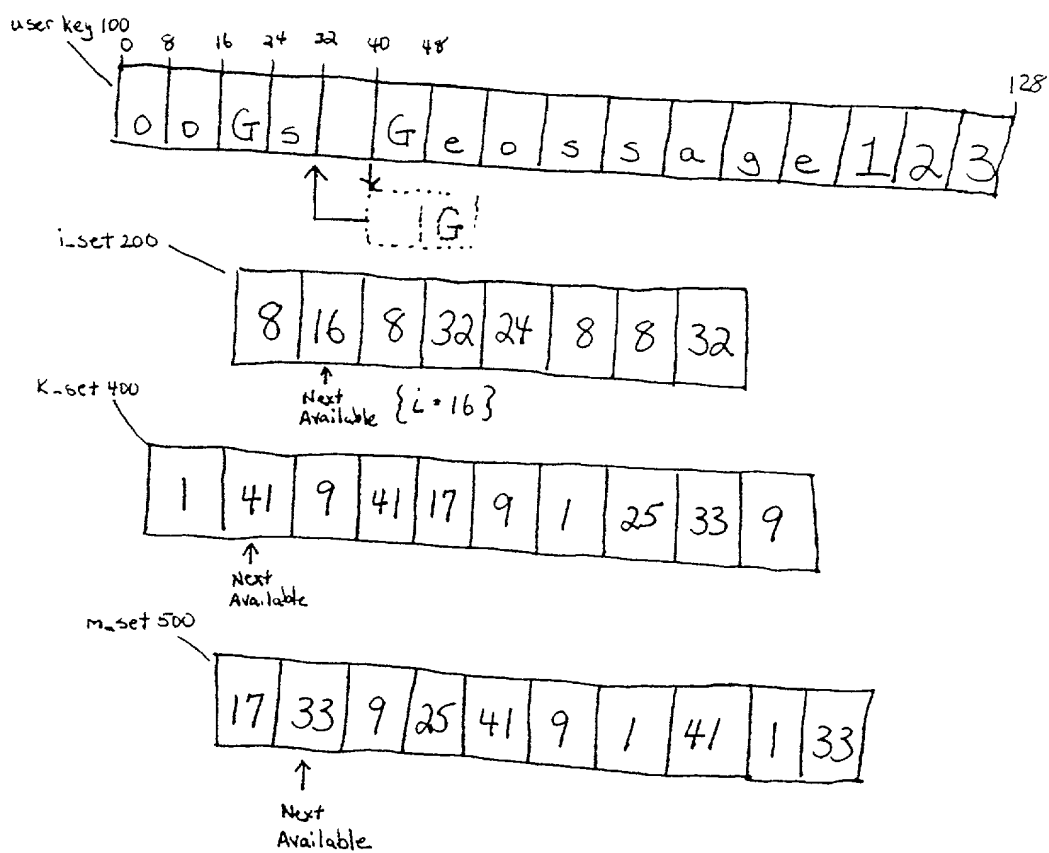 user key 100
0 8 16 24 32 40 48 128
o o G s G e o s s a g e 1 2 3
G
i_set 200
8 16 8 32 24 8 8 32
Next
Available {i = 16}
K_set 400
1 41 9 41 17 9 1 25 33 9
Next
Available
m_set 500
17 33 9 25 41 9 1 41 1 33
Next
Available